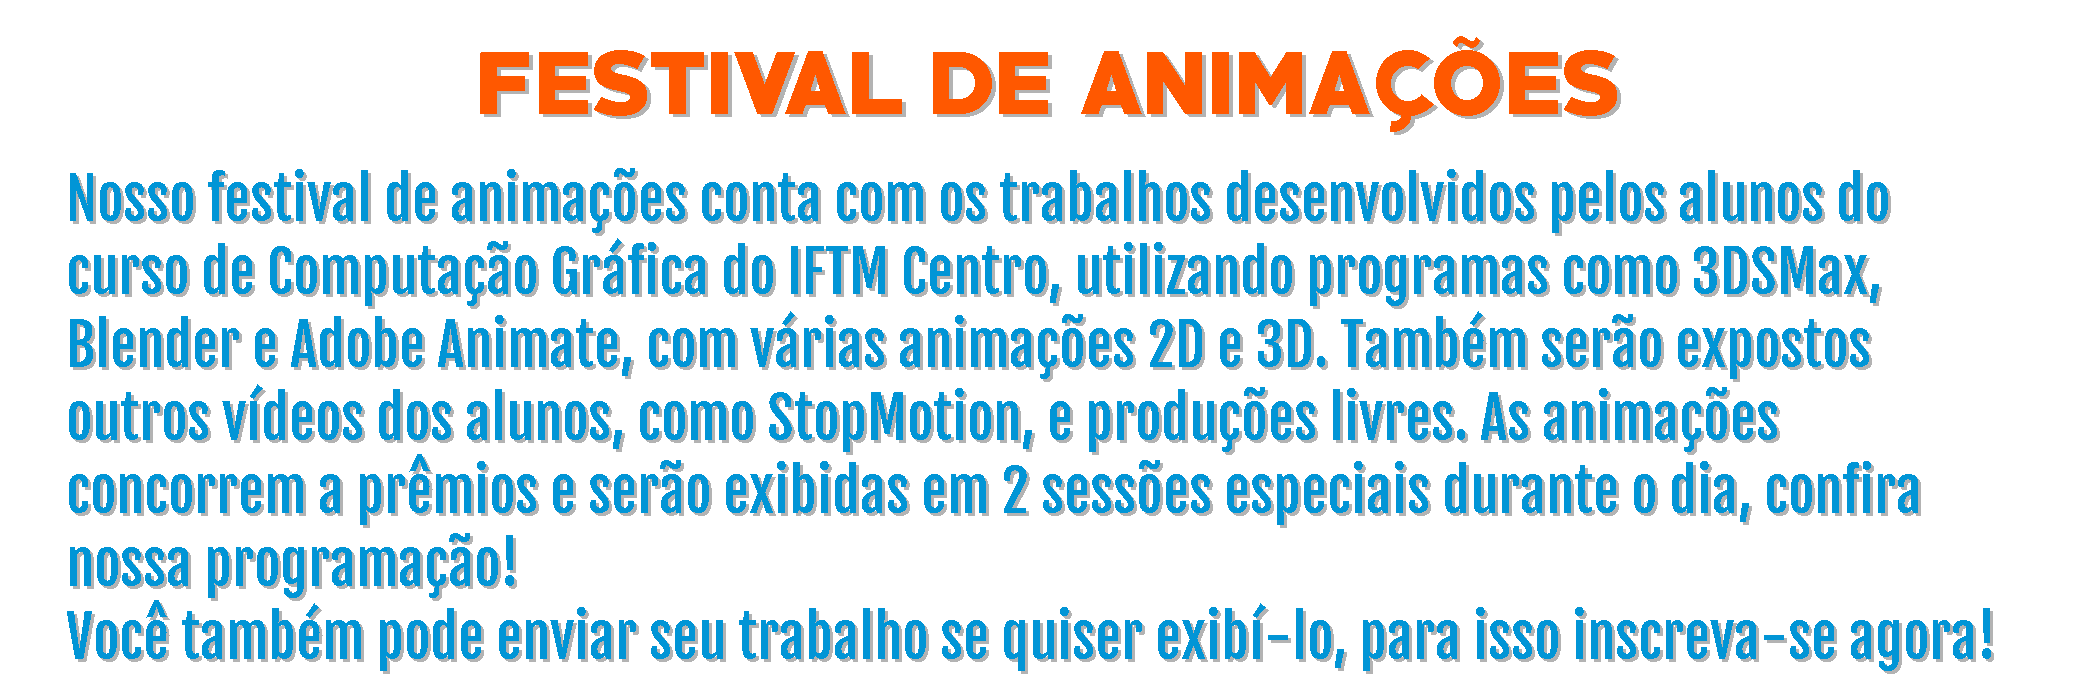 FESTIVAL DE ANIMAÇÕES
Nosso festival de animações conta com os trabalhos desenvolvidos pelos alunos do
curso de Computação Gráfica do IFTM Centro, utilizando programas como 3DSMax,
Blender e Adobe Animate, com várias animações 2D e 3D. Também serão expostos
outros vídeos dos alunos, como StopMotion, e produções livres. As animações
concorrem a prêmios e serão exibidas em 2 sessões especiais durante o dia, confira
nossa programação!
Você também pode enviar seu trabalho se quiser exibí-lo, para isso inscreva-se agora!